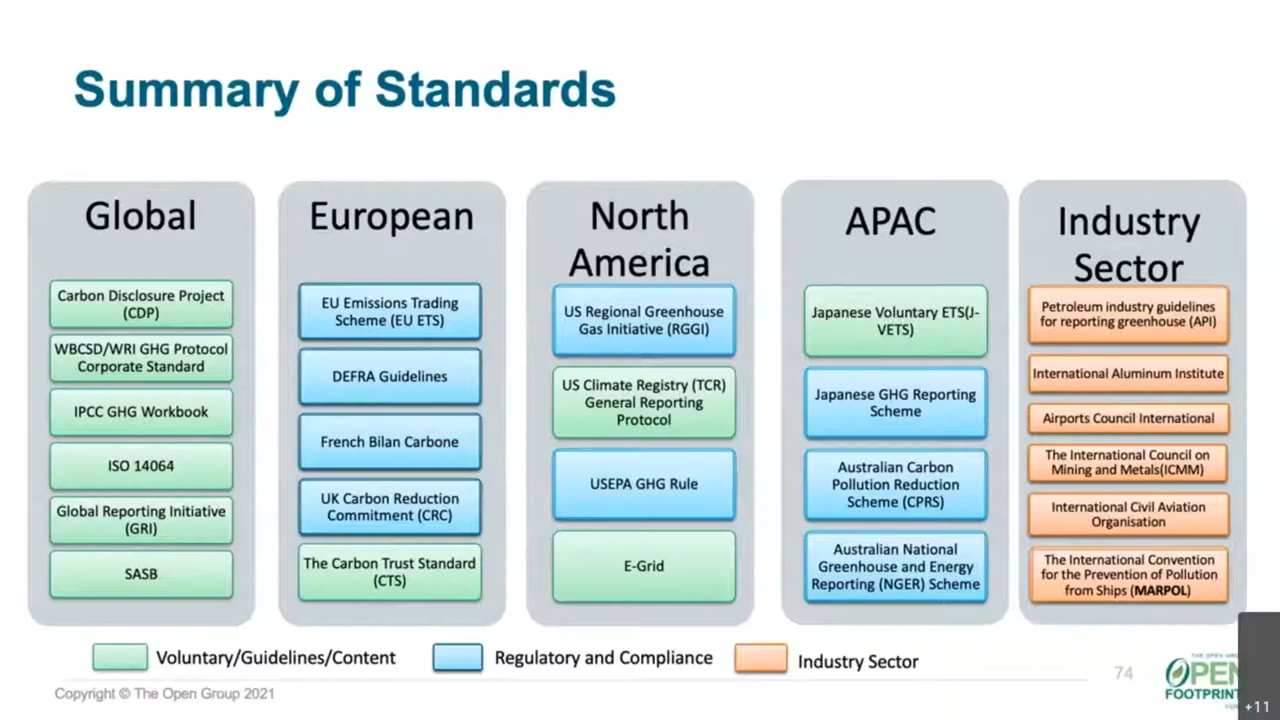 Summary of Standards
Global
Carbon Disclosure Project
(CDP)
WBCSD/WRI GHG Protocol
Corporate Standard
IPCC GHG Workbook
ISO 14064
Global Reporting Initiative
(GRI)
SASB
European
EU Emissions Trading
Scheme (EU ETS)
DEFRA Guidelines
French Bilan Carbone
UK Carbon Reduction
Commitment (CRC)
The Carbon Trust Standard
(CTS)
North
America
US Regional Greenhouse
Gas Initiative (RGGI)
US Climate Registry (TCR)
General Reporting
Protocol
USEPA GHG Rule
E-Grid
APAC
Japanese Voluntary ETS(J-
VETS)
Japanese GHG Reporting
Scheme
Australian Carbon
Pollution Reduction
Scheme (CPRS)
Australian National
Greenhouse and Energy
Reporting (NGER) Scheme
Industry
Sector
Petroleum industry guidelines
for reporting greenhouse (API)
International Aluminum Institute
Airports Council International
The International Council on
Mining and Metals(ICMM)
International Civil Aviation
Organisation
The International Convention
for the Prevention of Pollution
from Ships (MARPOL)
Voluntary/Guidelines/Content
Regulatory and Compliance
Industry Sector
Copyright © The Open Group 2021
74
THE OPEN
OPEN
FOOTPRINT
+11